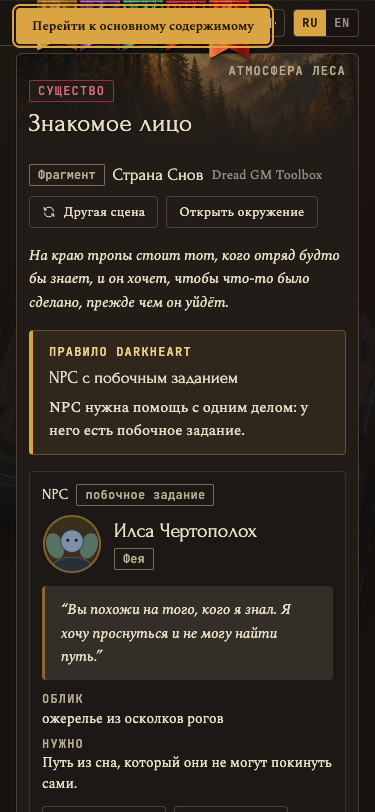 Перейти к основному содержимому
RU EN
АТМОСФЕРА ЛЕСА
СУЩЕСТВО
Знакомое лицо
Фрагмент Страна Снов Dread GM Toolbox
Другая сцена Открыть окружение
На краю тропы стоит тот, кого отряд будто
бы знает, и он хочет, чтобы что-то было
сделано, прежде чем он уйдёт.
ПРАВИЛО DARKHEART
NPC с побочным заданием
NPC нужна помощь с одним делом: у
него есть побочное задание.
NPC побочное задание
Илса Чертополох
Фея
“Вы похожи на того, кого я знал. Я
хочу проснуться и не могу найти
путь.”
ОБЛИК
ожерелье из осколков рогов
НУЖНО
Путь из сна, который они не могут покинуть
сами.